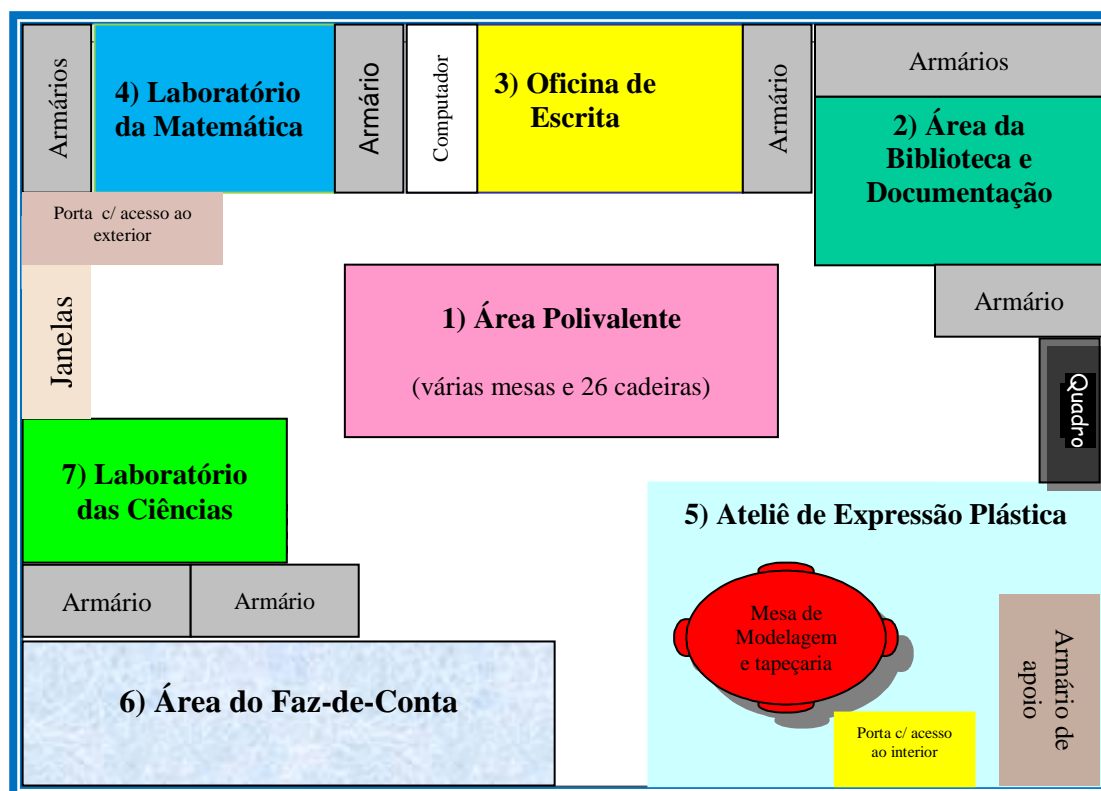 Armários
4) Laboratório
da Matemática
Armário
Computador
3) Oficina de
Escrita
Armário
Armários
2) Área da
Biblioteca e
Documentação
Porta c/ acesso ao
exterior
Janelas
1) Área Polivalente
(várias mesas e 26 cadeiras)
Armário
Quadro
7) Laboratório
das Ciências
Armário
Armário
5) Ateliê de Expressão Plástica
Mesa de
Modelagem
e tapeçaria
Armário de
apoio
6) Área do Faz-de-Conta
Porta c/ acesso
ao interior